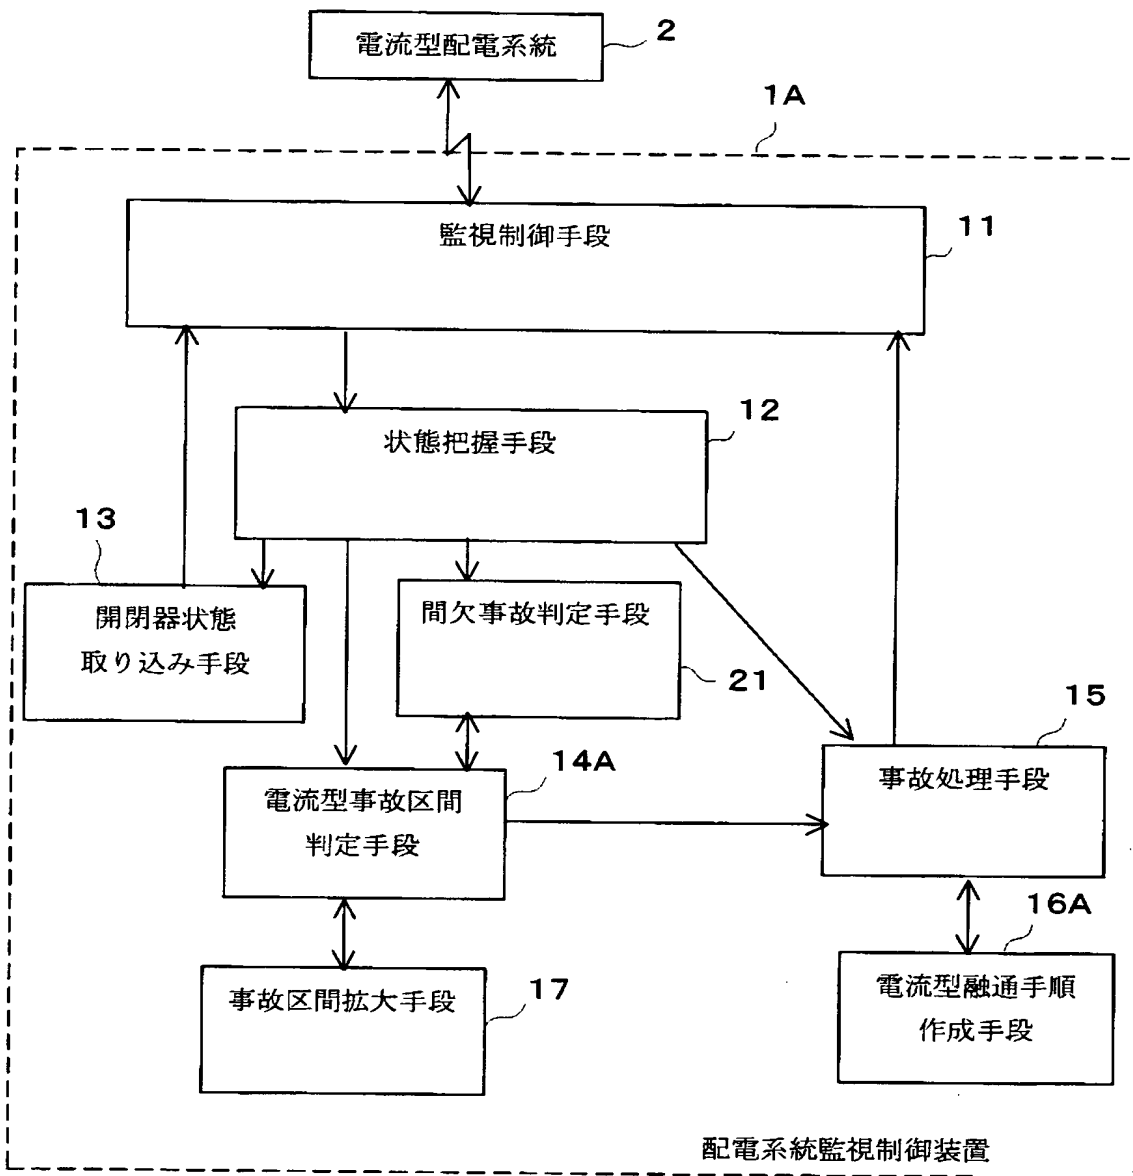 電流型配電系統
2
1A
監視制御手段
11
状態把握手段
12
13
開閉器状態
取り込み手段
間欠事故判定手段
21
電流型事故区間
判定手段
14A
事故処理手段
15
事故区間拡大手段
17
電流型融通手順
作成手段
16A
配電系統監視制御装置